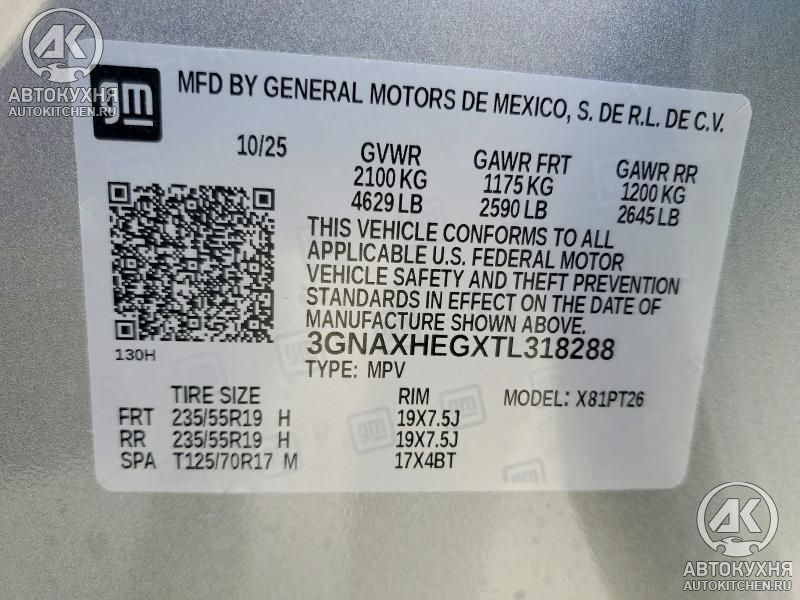 AK
АВТОКУХНЯ
AUTOKITCHEN.RU
gm
MFD BY GENERAL MOTORS DE MEXICO, S. DE R.L. DE C.V.
10/25
GVWR
2100 KG
4629 LB
GAWR FRT
1175 KG
2590 LB
GAWR RR
1200 KG
2645 LB
THIS VEHICLE CONFORMS TO ALL
APPLICABLE U.S. FEDERAL MOTOR
VEHICLE SAFETY AND THEFT PREVENTION
STANDARDS IN EFFECT ON THE DATE OF
MANUFACTURE SHOWN ABOVE.
130H
3GNAXHEGXTL318288
TYPE: MPV
TIRE SIZE RIM MODEL: X81PT26
FRT 235/55R19 H 19X7.5J
RR 235/55R19 H 19X7.5J
SPA T125/70R17 M 17X4BT
AK
АВТОКУХНЯ
AUTOKITCHEN.RU